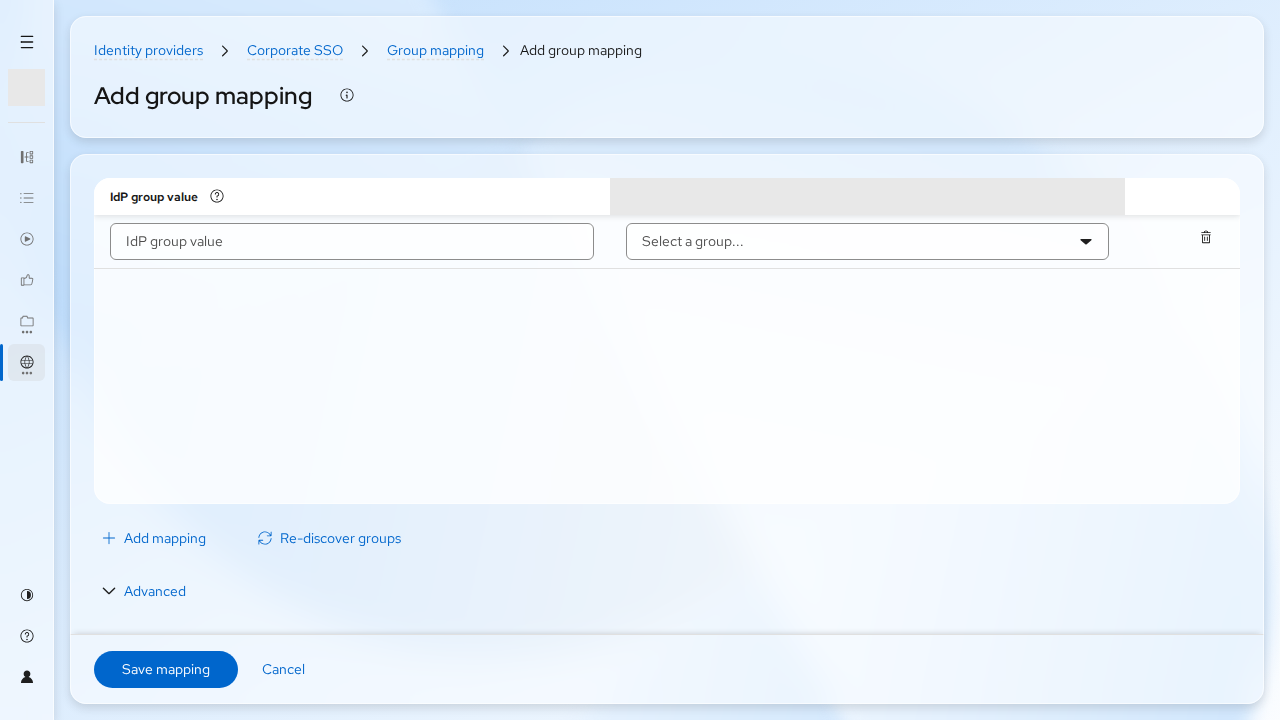 Identity providers
Corporate SSO
Group mapping
Add group mapping
Add group mapping
IdP group value
IdP group value
Select a group...
Add mapping
Re-discover groups
Advanced
Save mapping
Cancel